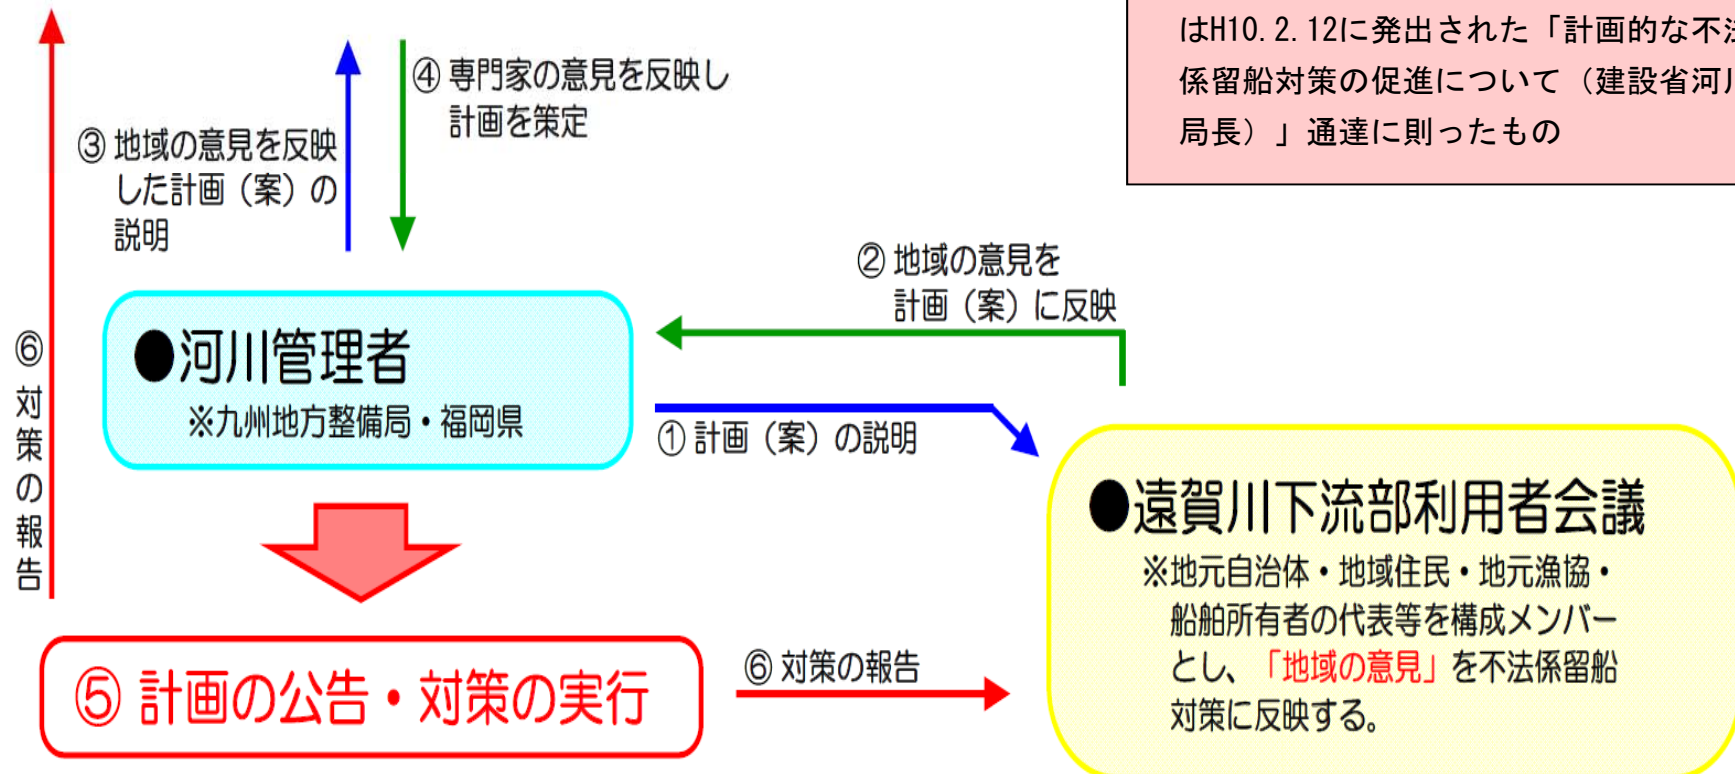 はH10.2.12に発出された「計画的な不法
係留船対策の促進について（建設省河川
局長）」通達に則ったもの
④ 専門家の意見を反映し
計画を策定
③ 地域の意見を反映
した計画（案）の
説明
② 地域の意見を
計画（案）に反映
●河川管理者
※九州地方整備局・福岡県
① 計画（案）の説明
⑥対策の報告
●遠賀川下流部利用者会議
※地元自治体・地域住民・地元漁協・
船舶所有者の代表等を構成メンバー
とし、「地域の意見」を不法係留船
対策に反映する。
⑤ 計画の公告・対策の実行
⑥ 対策の報告